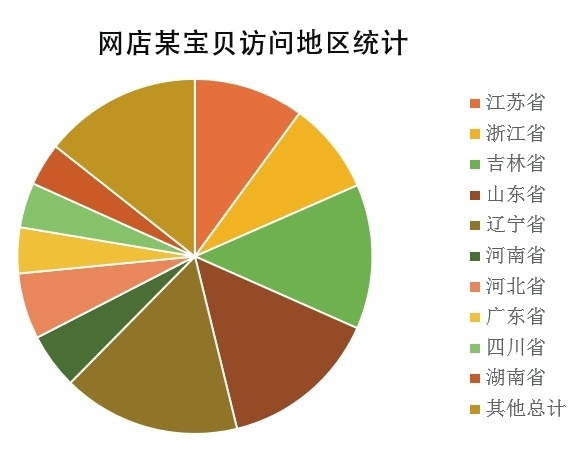 网店某宝贝访问地区统计
江苏省
浙江省
吉林省
山东省
辽宁省
河南省
河北省
广东省
四川省
湖南省
其他总计